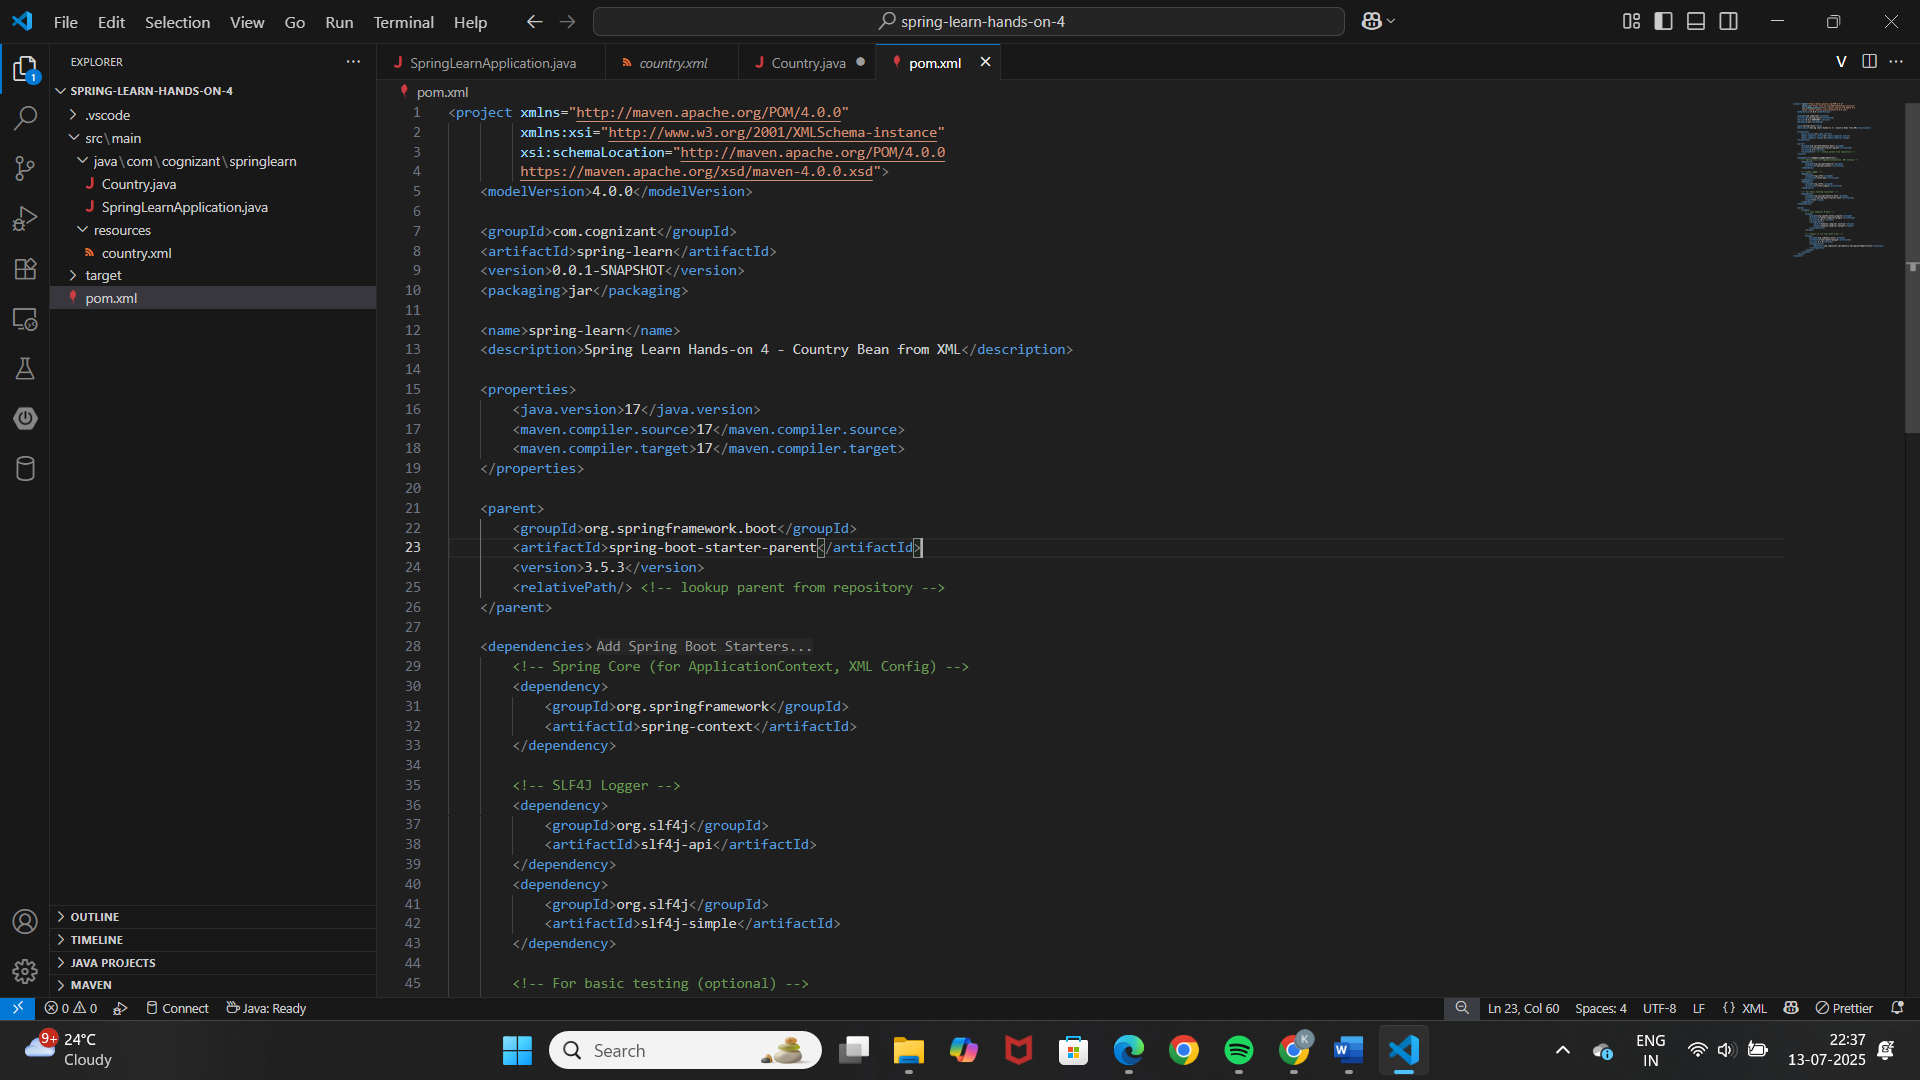 File Edit Selection View Go Run Terminal Help
spring-learn-hands-on-4
EXPLORER
SPRING-LEARN-HANDS-ON-4
.vscode
src\main
java\com\cognizant\springlearn
Country.java
SpringLearnApplication.java
resources
country.xml
target
pom.xml
OUTLINE
TIMELINE
JAVA PROJECTS
MAVEN
SpringLearnApplication.java country.xml Country.java pom.xml
pom.xml
1 <project xmlns="http://maven.apache.org/POM/4.0.0"
2 xmlns:xsi="http://www.w3.org/2001/XMLSchema-instance"
3 xsi:schemaLocation="http://maven.apache.org/POM/4.0.0
4 https://maven.apache.org/xsd/maven-4.0.0.xsd">
5 <modelVersion>4.0.0</modelVersion>
6
7 <groupId>com.cognizant</groupId>
8 <artifactId>spring-learn</artifactId>
9 <version>0.0.1-SNAPSHOT</version>
10 <packaging>jar</packaging>
11
12 <name>spring-learn</name>
13 <description>Spring Learn Hands-on 4 - Country Bean from XML</description>
14
15 <properties>
16 <java.version>17</java.version>
17 <maven.compiler.source>17</maven.compiler.source>
18 <maven.compiler.target>17</maven.compiler.target>
19 </properties>
20
21 <parent>
22 <groupId>org.springframework.boot</groupId>
23 <artifactId>spring-boot-starter-parent</artifactId>
24 <version>3.5.3</version>
25 <relativePath/> <!-- lookup parent from repository -->
26 </parent>
27
28 <dependencies> Add Spring Boot Starters...
29 <!-- Spring Core (for ApplicationContext, XML Config) -->
30 <dependency>
31 <groupId>org.springframework</groupId>
32 <artifactId>spring-context</artifactId>
33 </dependency>
34
35 <!-- SLF4J Logger -->
36 <dependency>
37 <groupId>org.slf4j</groupId>
38 <artifactId>slf4j-api</artifactId>
39 </dependency>
40 <dependency>
41 <groupId>org.slf4j</groupId>
42 <artifactId>slf4j-simple</artifactId>
43 </dependency>
44
45 <!-- For basic testing (optional) -->
0 0 Connect Java: Ready Ln 23, Col 60 Spaces: 4 UTF-8 LF {} XML Prettier
9+ 24°C
Cloudy
Search
ENG
IN
22:37
13-07-2025